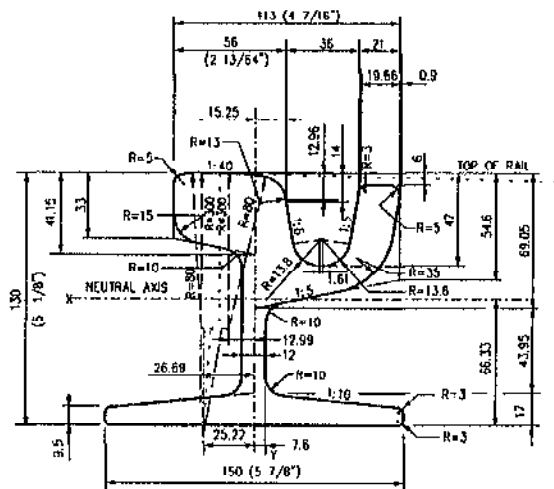 113 (4 7/16")
56
36
21
(2 13/64")
19.66
0.9
15.25
R=13
12.96
14
R=3
6
R=5
1:40
TOP OF RAIL
41.15
33
R=15
R=300
R=300
R=80
1:5
R=5
47
54.6
69.05
130
(5 1/8")
R=10
R=80
R=13.8
R=35
1.61
R=13.6
NEUTRAL AXIS
X
1:5
R=10
12.99
12
66.33
43.95
26.69
R=10
1:10
R=3
17
9.5
25.22
7.6
Y
R=3
150 (5 7/8")